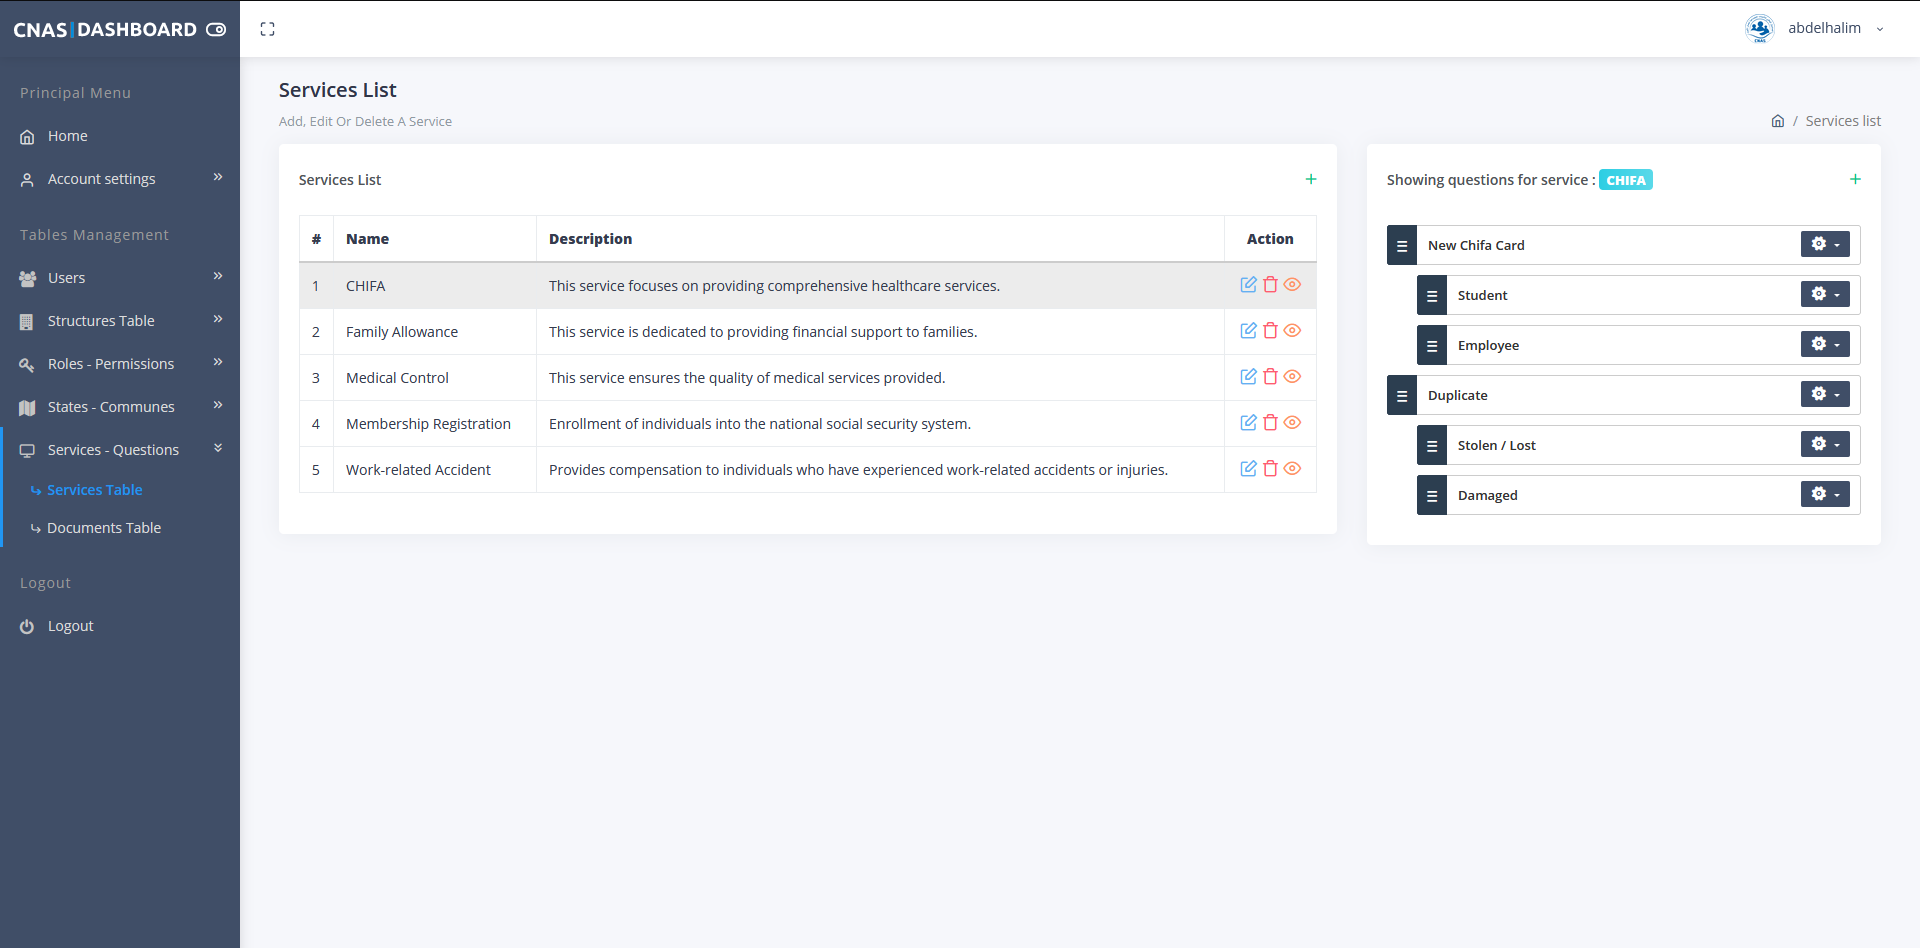 CNAS|DASHBOARD
abdelhalim
Principal Menu
Home
Account settings
Tables Management
Users
Structures Table
Roles - Permissions
States - Communes
Services - Questions
Services Table
Documents Table
Logout
Logout
Services List
Add, Edit Or Delete A Service
/ Services list
Services List
+
# Name Description Action
1 CHIFA This service focuses on providing comprehensive healthcare services.
2 Family Allowance This service is dedicated to providing financial support to families.
3 Medical Control This service ensures the quality of medical services provided.
4 Membership Registration Enrollment of individuals into the national social security system.
5 Work-related Accident Provides compensation to individuals who have experienced work-related accidents or injuries.
Showing questions for service : CHIFA
+
New Chifa Card
Student
Employee
Duplicate
Stolen / Lost
Damaged